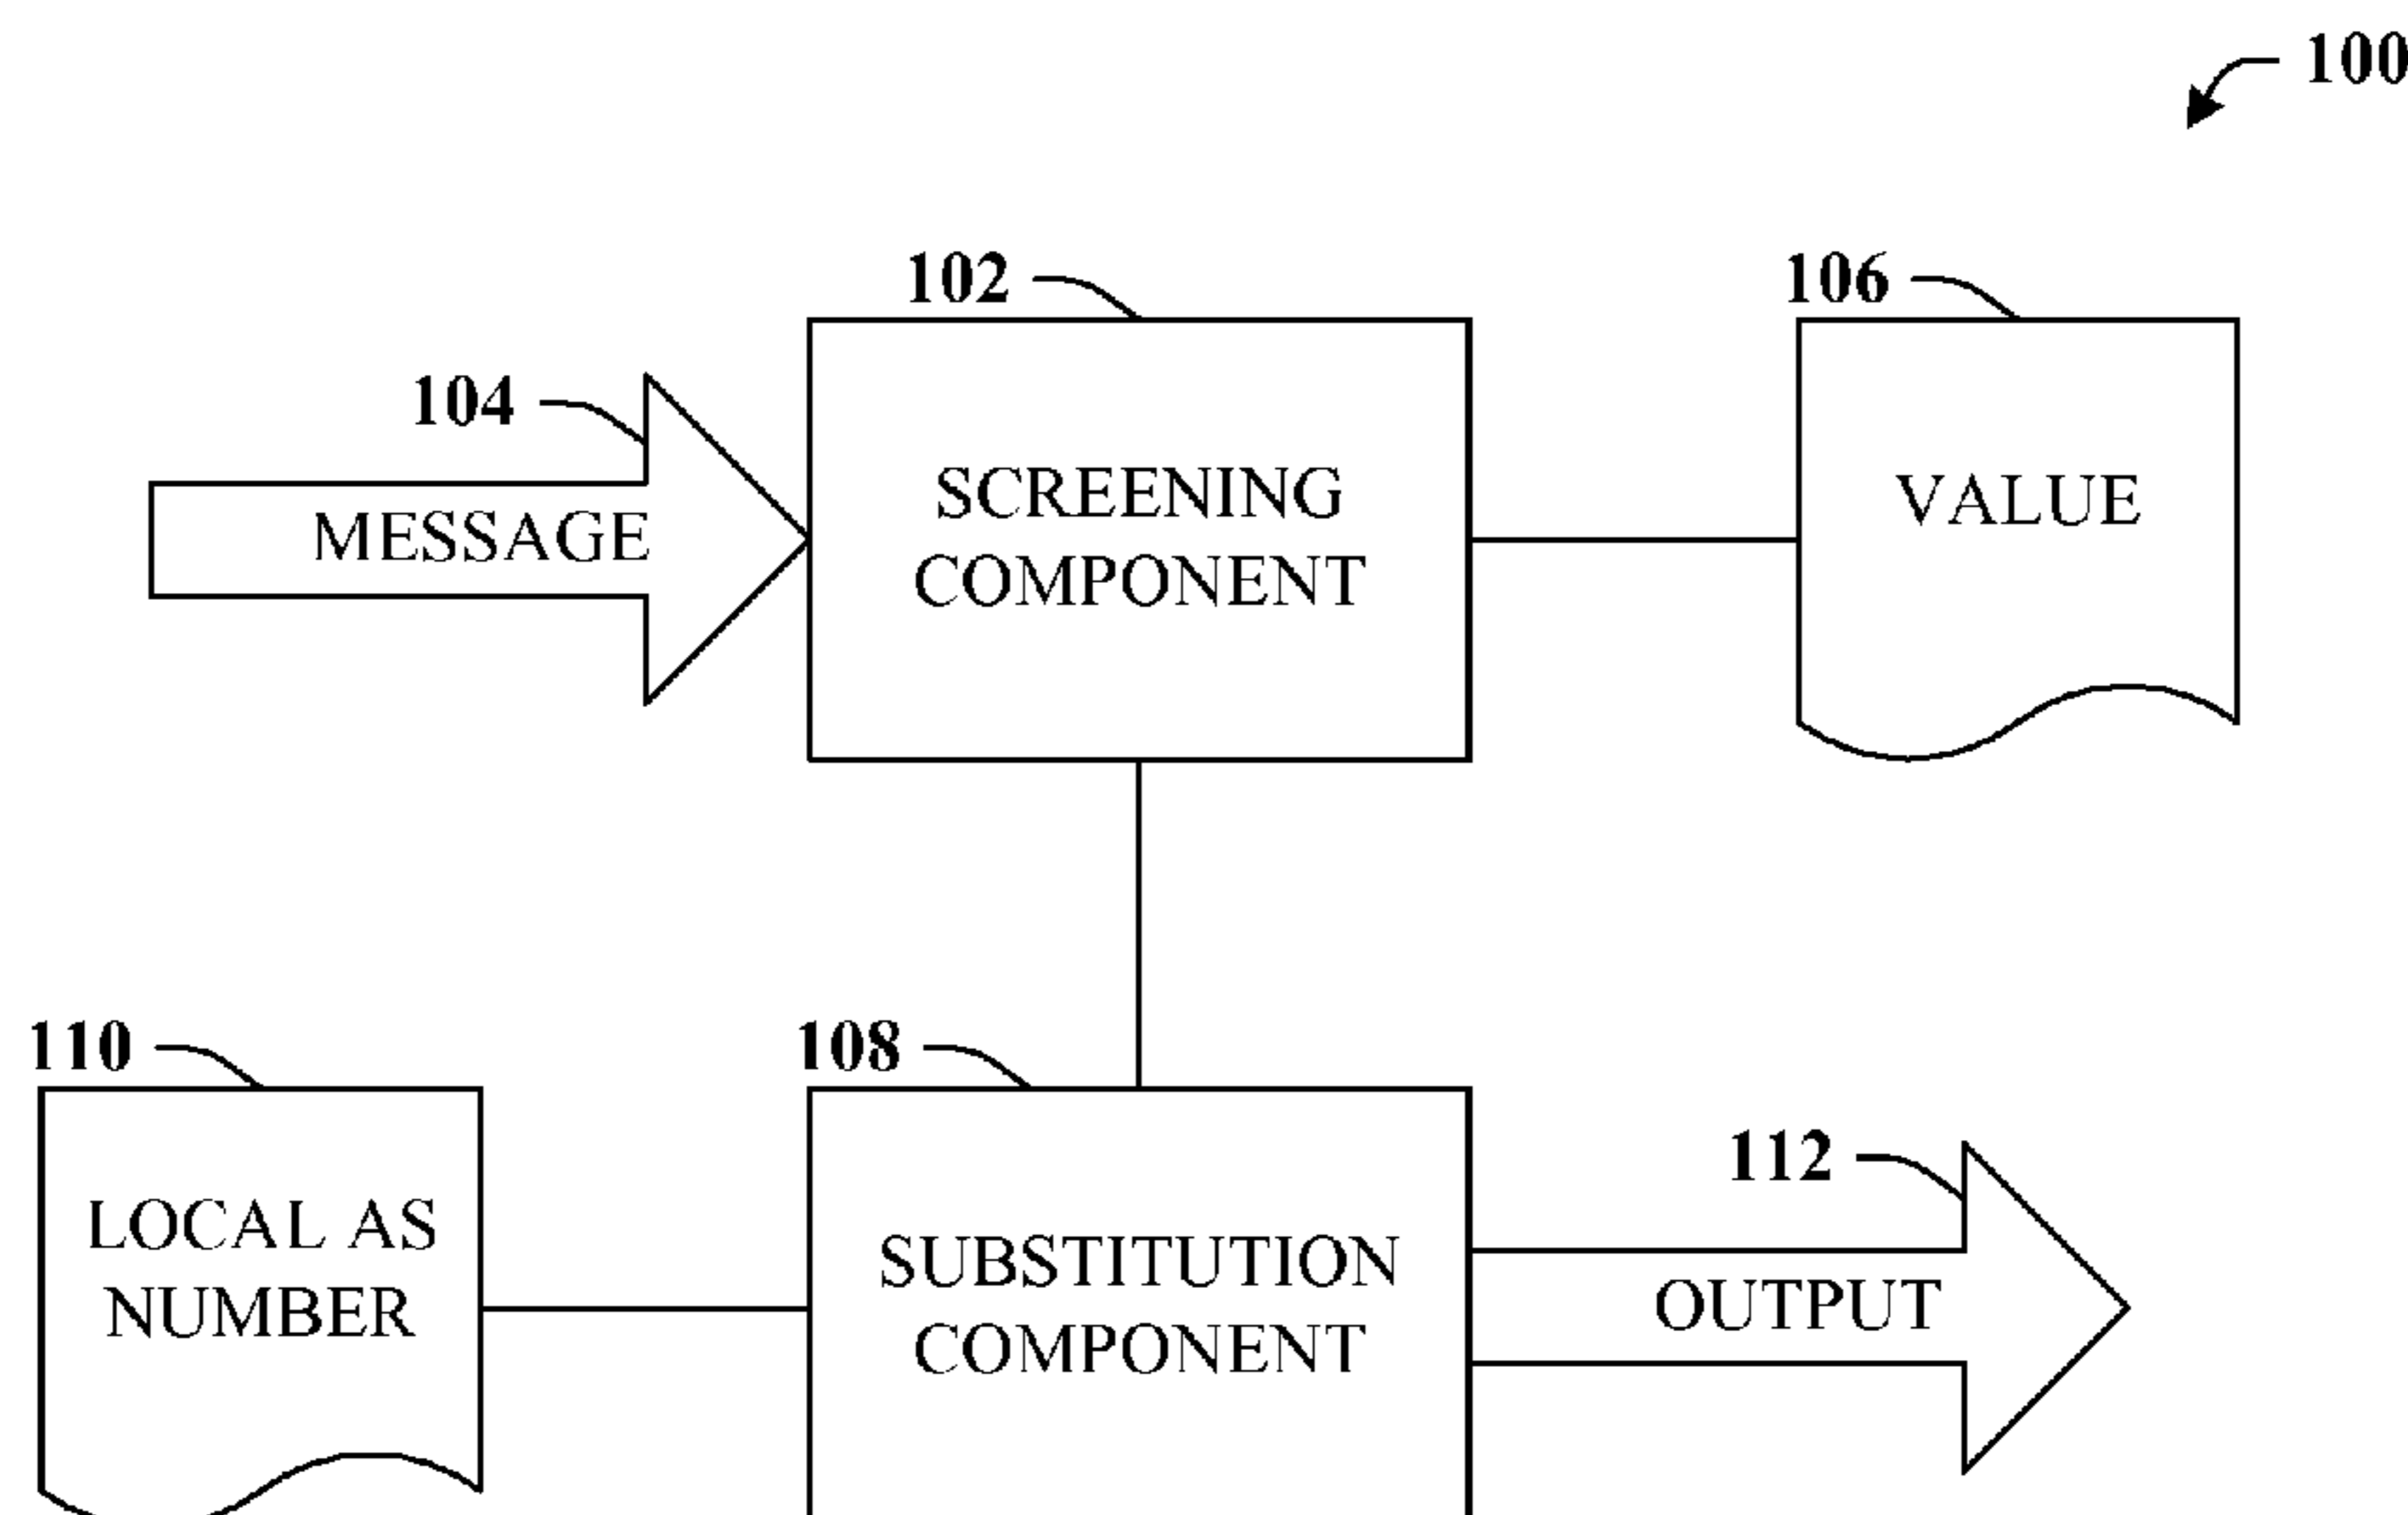 100
102
106
104
SCREENING
COMPONENT
VALUE
MESSAGE
110
108
112
LOCAL AS
NUMBER
SUBSTITUTION
COMPONENT
OUTPUT